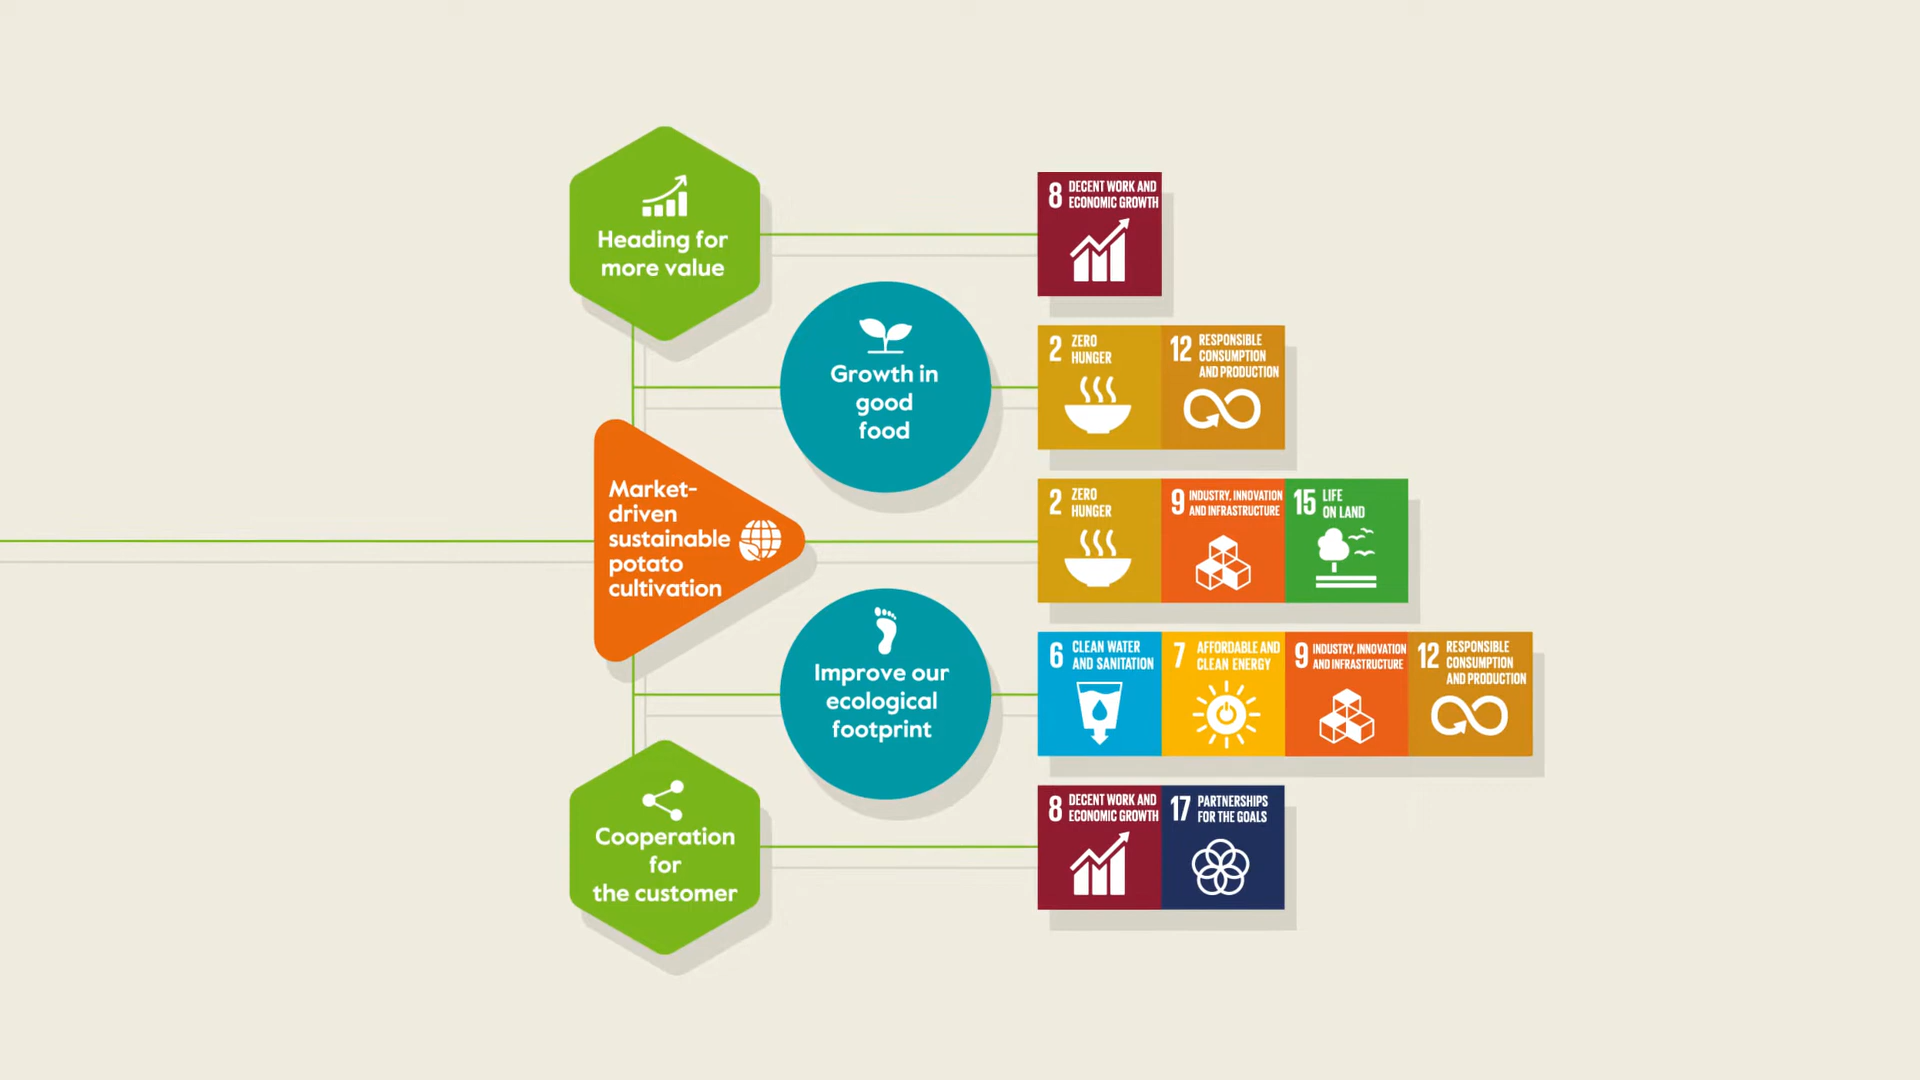 Heading for
more value
8 DECENT WORK AND
ECONOMIC GROWTH
Growth in
good
food
2 ZERO
HUNGER
12 RESPONSIBLE
CONSUMPTION
AND PRODUCTION
Market-
driven
sustainable
potato
cultivation
2 ZERO
HUNGER
9 INDUSTRY, INNOVATION
AND INFRASTRUCTURE
15 LIFE
ON LAND
Improve our
ecological
footprint
6 CLEAN WATER
AND SANITATION
7 AFFORDABLE AND
CLEAN ENERGY
9 INDUSTRY, INNOVATION
AND INFRASTRUCTURE
12 RESPONSIBLE
CONSUMPTION
AND PRODUCTION
Cooperation
for
the customer
8 DECENT WORK AND
ECONOMIC GROWTH
17 PARTNERSHIPS
FOR THE GOALS